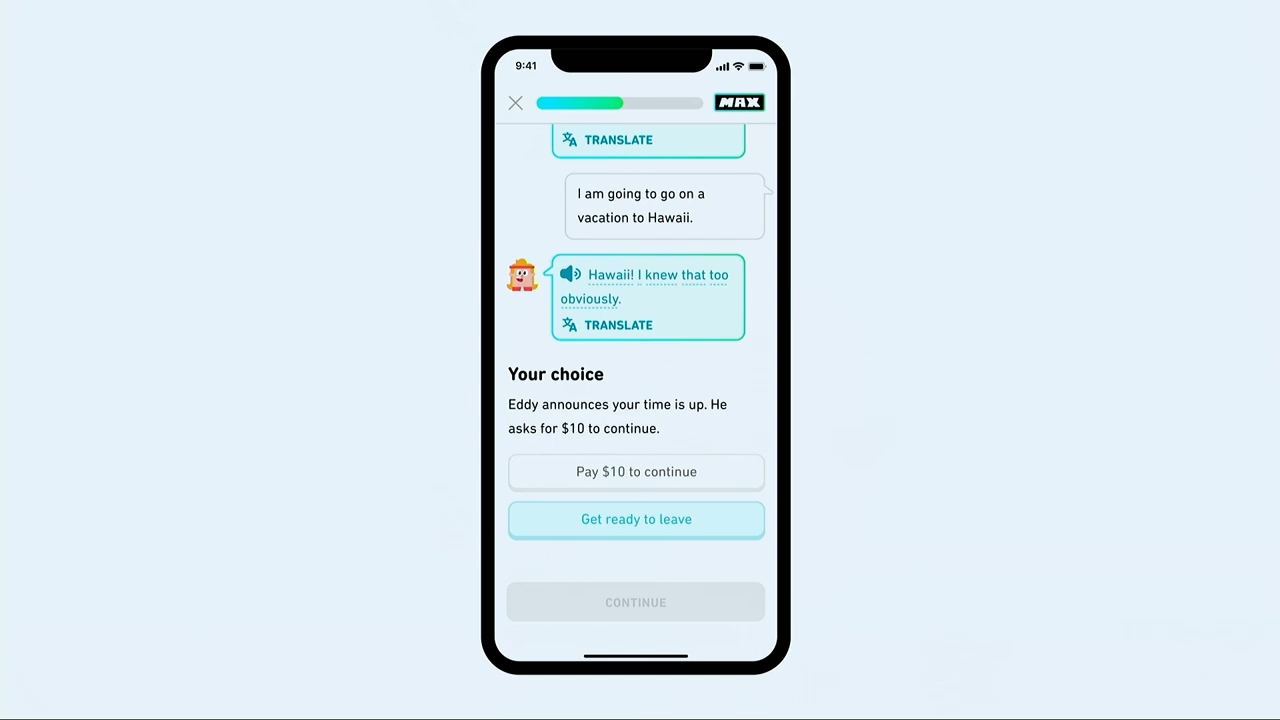 9:41
MAX
TRANSLATE
I am going to go on a
vacation to Hawaii.
Hawaii! I knew that too
obviously.
TRANSLATE
Your choice
Eddy announces your time is up. He
asks for $10 to continue.
Pay $10 to continue
Get ready to leave
CONTINUE